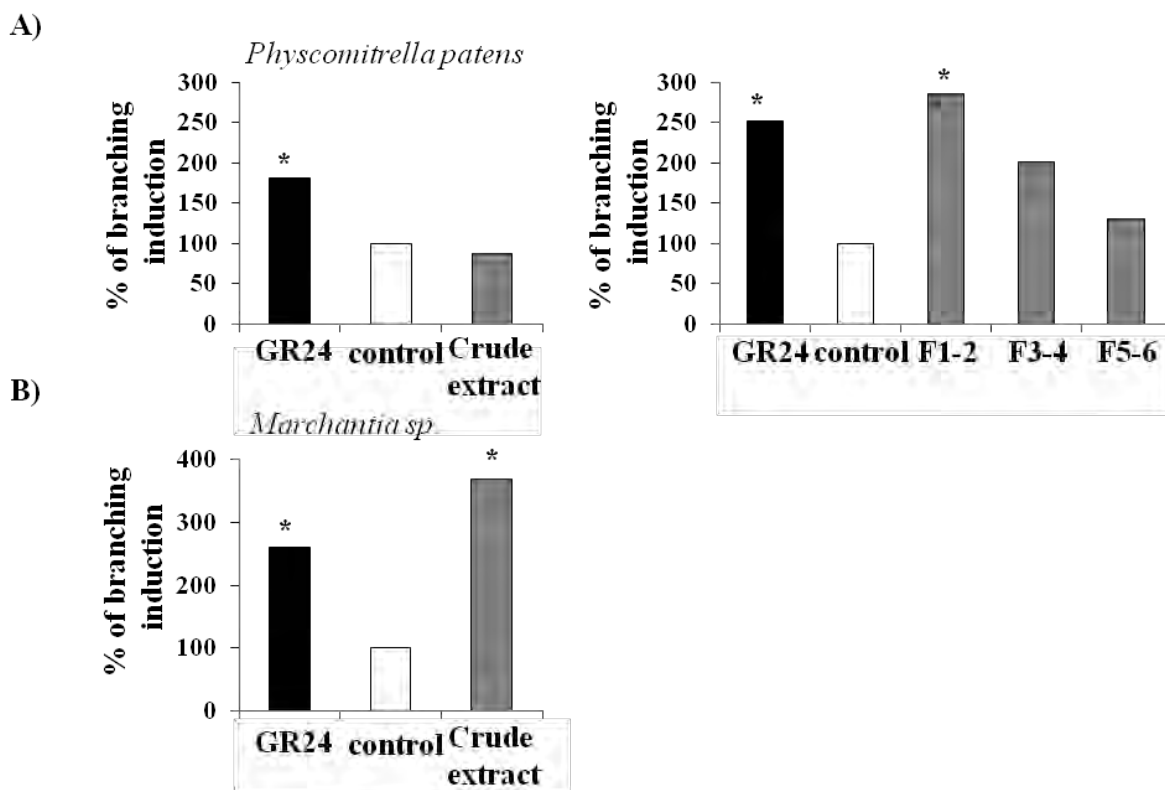 A)
Physcomitrella patens
% of branching
induction
300
250
200
150
100
50
0
*
GR24
control
Crude
extract
% of branching
induction
300
250
200
150
100
50
0
*
*
GR24
control
F1-2
F3-4
F5-6
B)
Marchantia sp.
% of branching
induction
400
300
200
100
0
*
*
GR24
control
Crude
extract